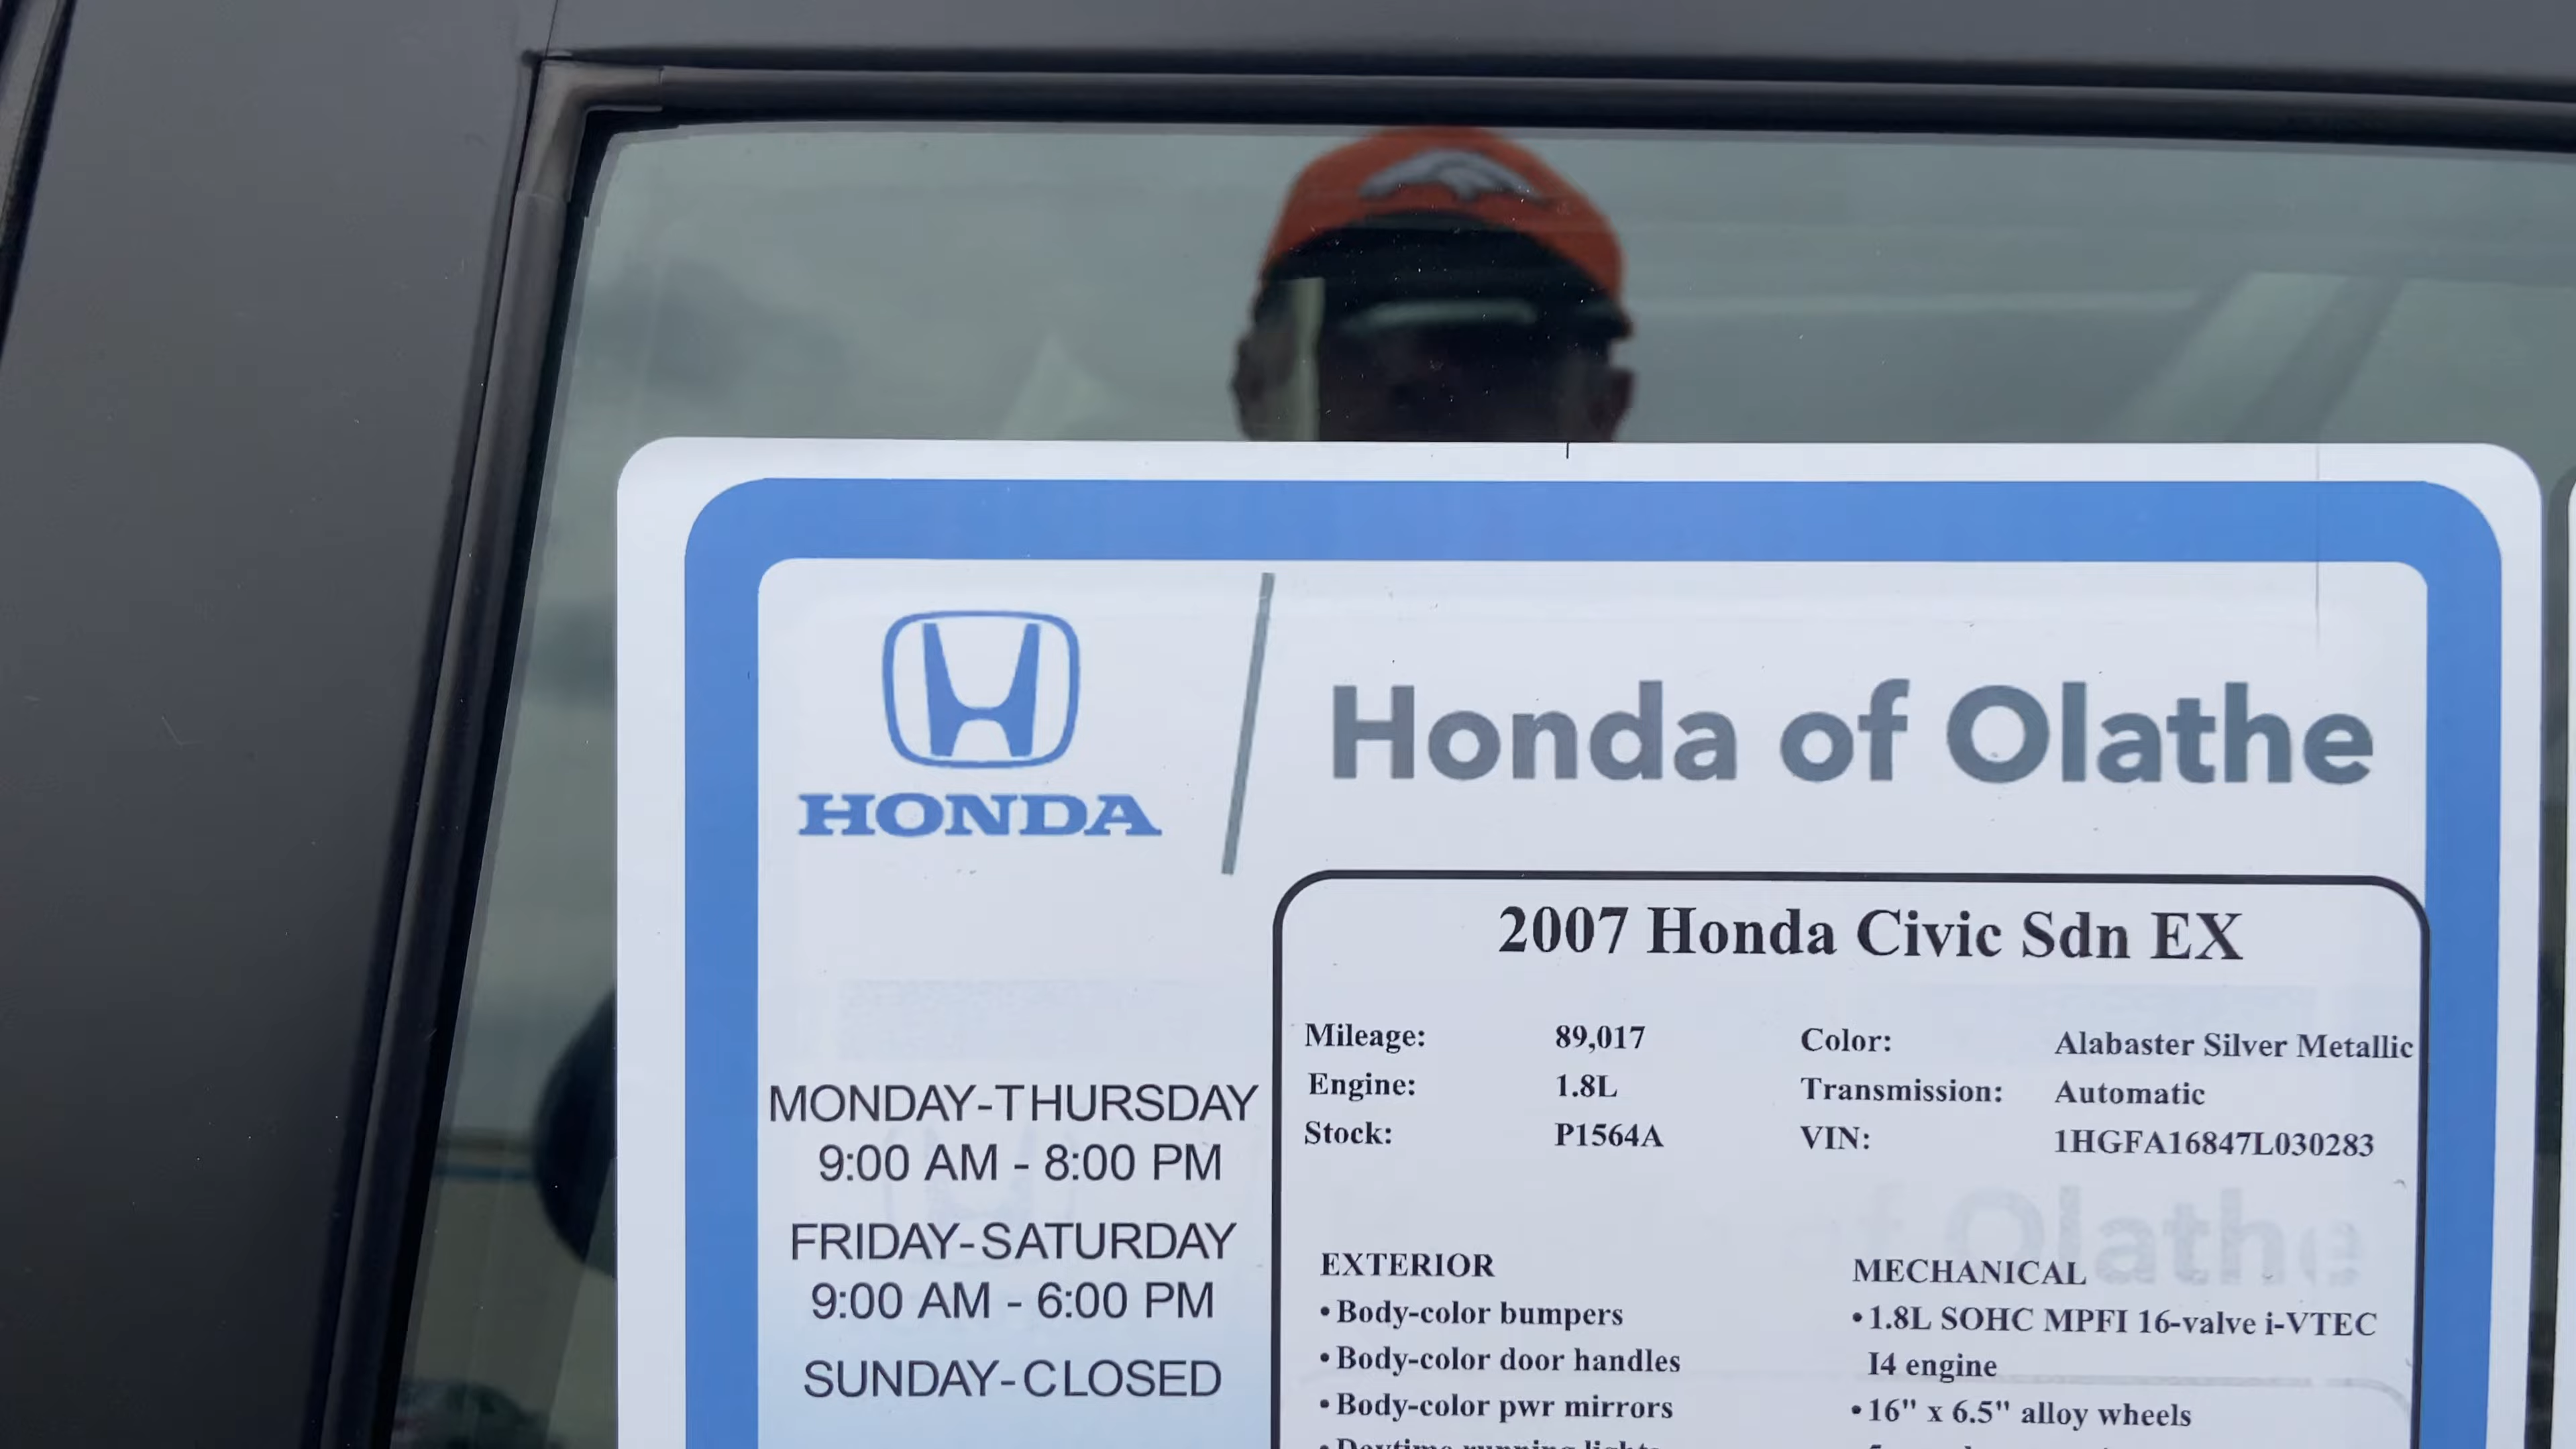 HONDA
Honda of Olathe
MONDAY-THURSDAY
9:00 AM - 8:00 PM
FRIDAY-SATURDAY
9:00 AM - 6:00 PM
SUNDAY-CLOSED
2007 Honda Civic Sdn EX
Mileage: 89,017 Color: Alabaster Silver Metallic
Engine: 1.8L Transmission: Automatic
Stock: P1564A VIN: 1HGFA16847L030283
EXTERIOR
• Body-color bumpers
• Body-color door handles
• Body-color pwr mirrors
MECHANICAL
• 1.8L SOHC MPFI 16-valve i-VTEC
I4 engine
• 16" x 6.5" alloy wheels